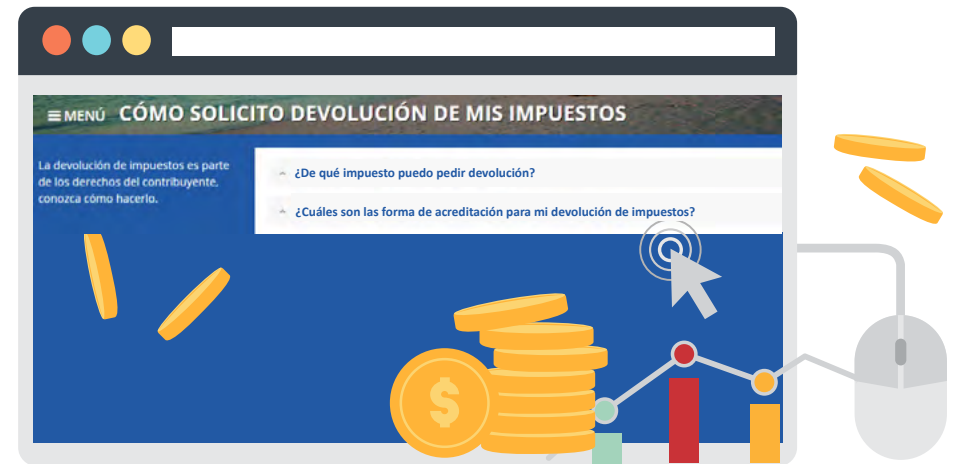 MENÚ CÓMO SOLICITO DEVOLUCIÓN DE MIS IMPUESTOS
La devolución de impuestos es parte
de los derechos del contribuyente,
conozca cómo hacerlo.
¿De qué impuesto puedo pedir devolución?
¿Cuáles son las forma de acreditación para mi devolución de impuestos?
$